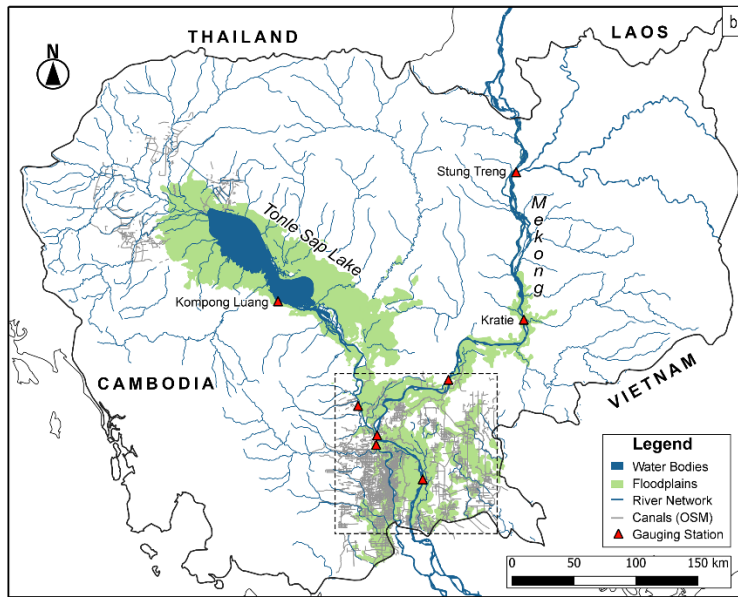 b
THAILAND
LAOS
N
Stung Treng
Mekong
Tonle Sap Lake
Kompong Luang
Kratie
CAMBODIA
VIETNAM
Legend
Water Bodies
Floodplains
River Network
Canals (OSM)
Gauging Station
0 50 100 150 km